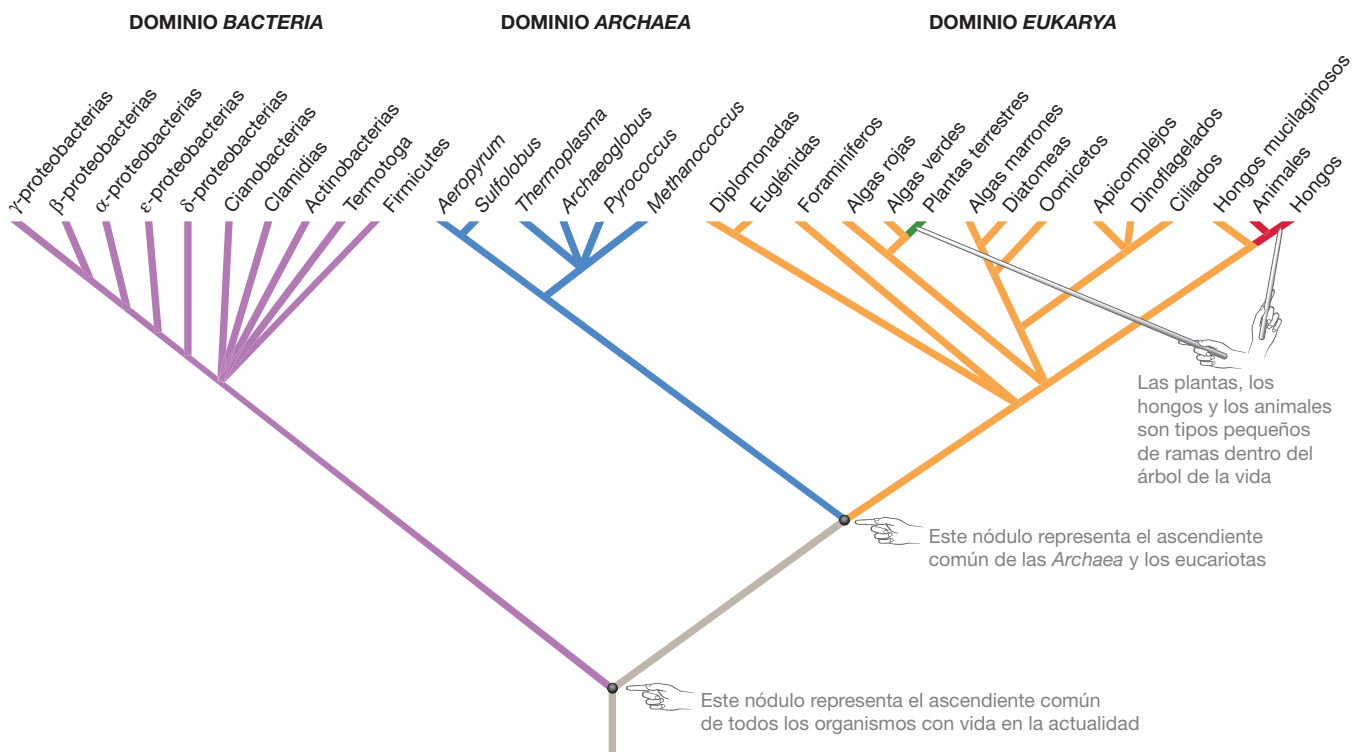 DOMINIO BACTERIA
DOMINIO ARCHAEA
DOMINIO EUKARYA
γ-proteobacterias
β-proteobacterias
α-proteobacterias
ε-proteobacterias
δ-proteobacterias
Cianobacterias
Clamidias
Actinobacterias
Termotoga
Firmicutes
Aeropyrum
Sulfolobus
Thermoplasma
Archaeoglobus
Pyrococcus
Methanococcus
Diplomonadas
Euglénidas
Foraminíferos
Algas rojas
Algas verdes
Plantas terrestres
Algas marrones
Diatomeas
Oomicetos
Apicomplejos
Dinoflagelados
Ciliados
Hongos mucilaginosos
Animales
Hongos
Las plantas, los
hongos y los animales
son tipos pequeños
de ramas dentro del
árbol de la vida
Este nódulo representa el ascendiente
común de las Archaea y los eucariotas
Este nódulo representa el ascendiente común
de todos los organismos con vida en la actualidad